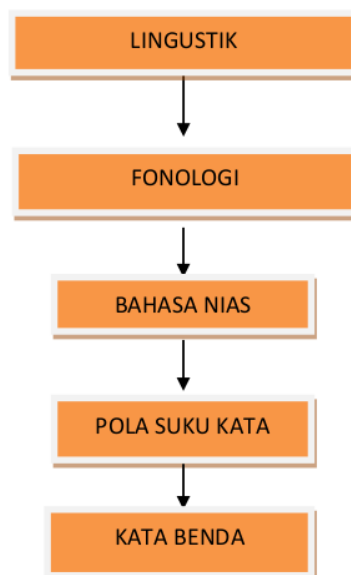 LINGUSTIK
FONOLOGI
BAHASA NIAS
POLA SUKU KATA
KATA BENDA